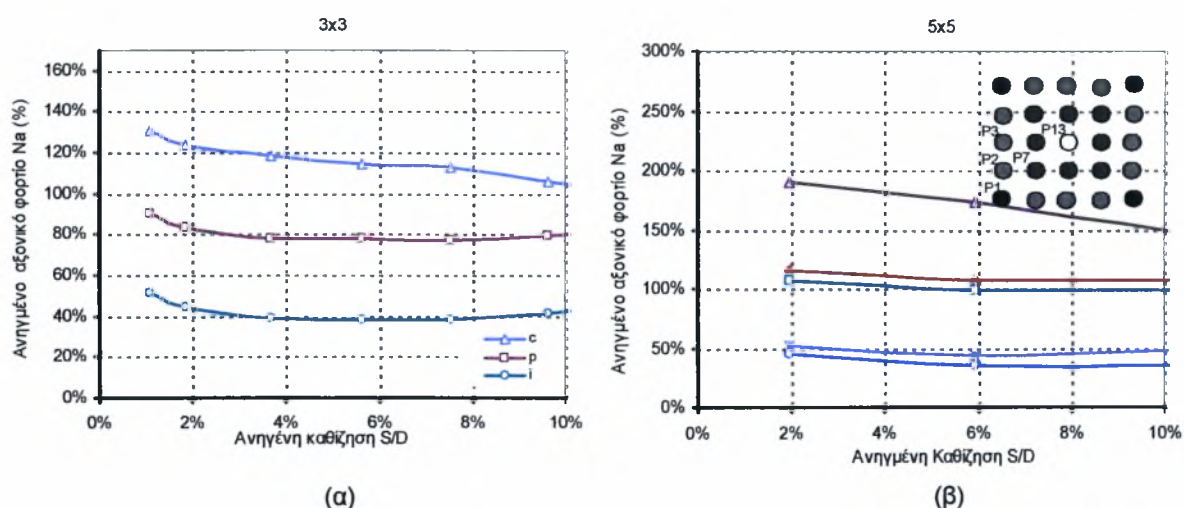 3x3
Ανηγμένο αξονικό φορτίο Na (%)
160%
140%
120%
100%
80%
60%
40%
20%
0%
c
p
i
0%
2%
4%
6%
8%
10%
Ανηγένη καθίζηση S/D
(α)
5x5
Ανηγμένο αξονικό φορτίο Na (%)
300%
250%
200%
150%
100%
50%
0%
P3
P13
P2
P7
P1
0%
2%
4%
6%
8%
10%
Ανηγμένη Καθίζηση S/D
(β)